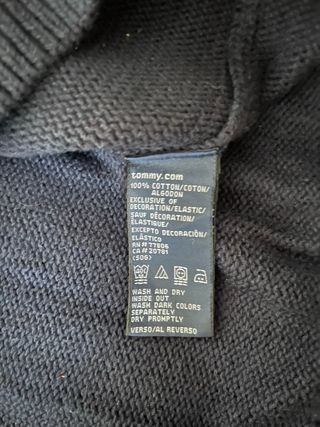 tommy.com
100% COTTON/COTON/
ALGODON
EXCLUSIVE OF
DECORATION/ELASTIC/
SAUF DÉCORATION/
ÉLASTIQUE/
EXCEPTO DECORACIÓN/
ELÁSTICO
RN# 77806
CA# 20781
(SOG)
WASH AND DRY
INSIDE OUT
WASH DARK COLORS
SEPARATELY
DRY PROMPTLY
VERSO/AL REVERSO